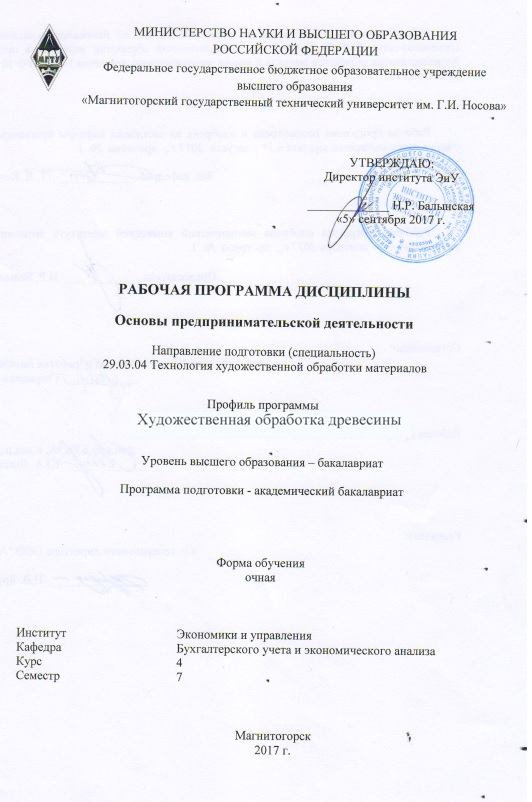 МИНИСТЕРСТВО НАУКИ И ВЫСШЕГО ОБРАЗОВАНИЯ
РОССИЙСКОЙ ФЕДЕРАЦИИ
Федеральное государственное бюджетное образовательное учреждение
высшего образования
«Магнитогорский государственный технический университет им. Г.И. Носова»
УТВЕРЖДАЮ:
Директор института ЭиУ
Н.Р. Балынская
«5» сентября 2017 г.
РАБОЧАЯ ПРОГРАММА ДИСЦИПЛИНЫ
Основы предпринимательской деятельности
Направление подготовки (специальность)
29.03.04 Технология художественной обработки материалов
Профиль программы
Художественная обработка древесины
Уровень высшего образования – бакалавриат
Программа подготовки - академический бакалавриат
Форма обучения
очная
Институт Экономики и управления
Кафедра Бухгалтерского учета и экономического анализа
Курс 4
Семестр 7
Магнитогорск
2017 г.